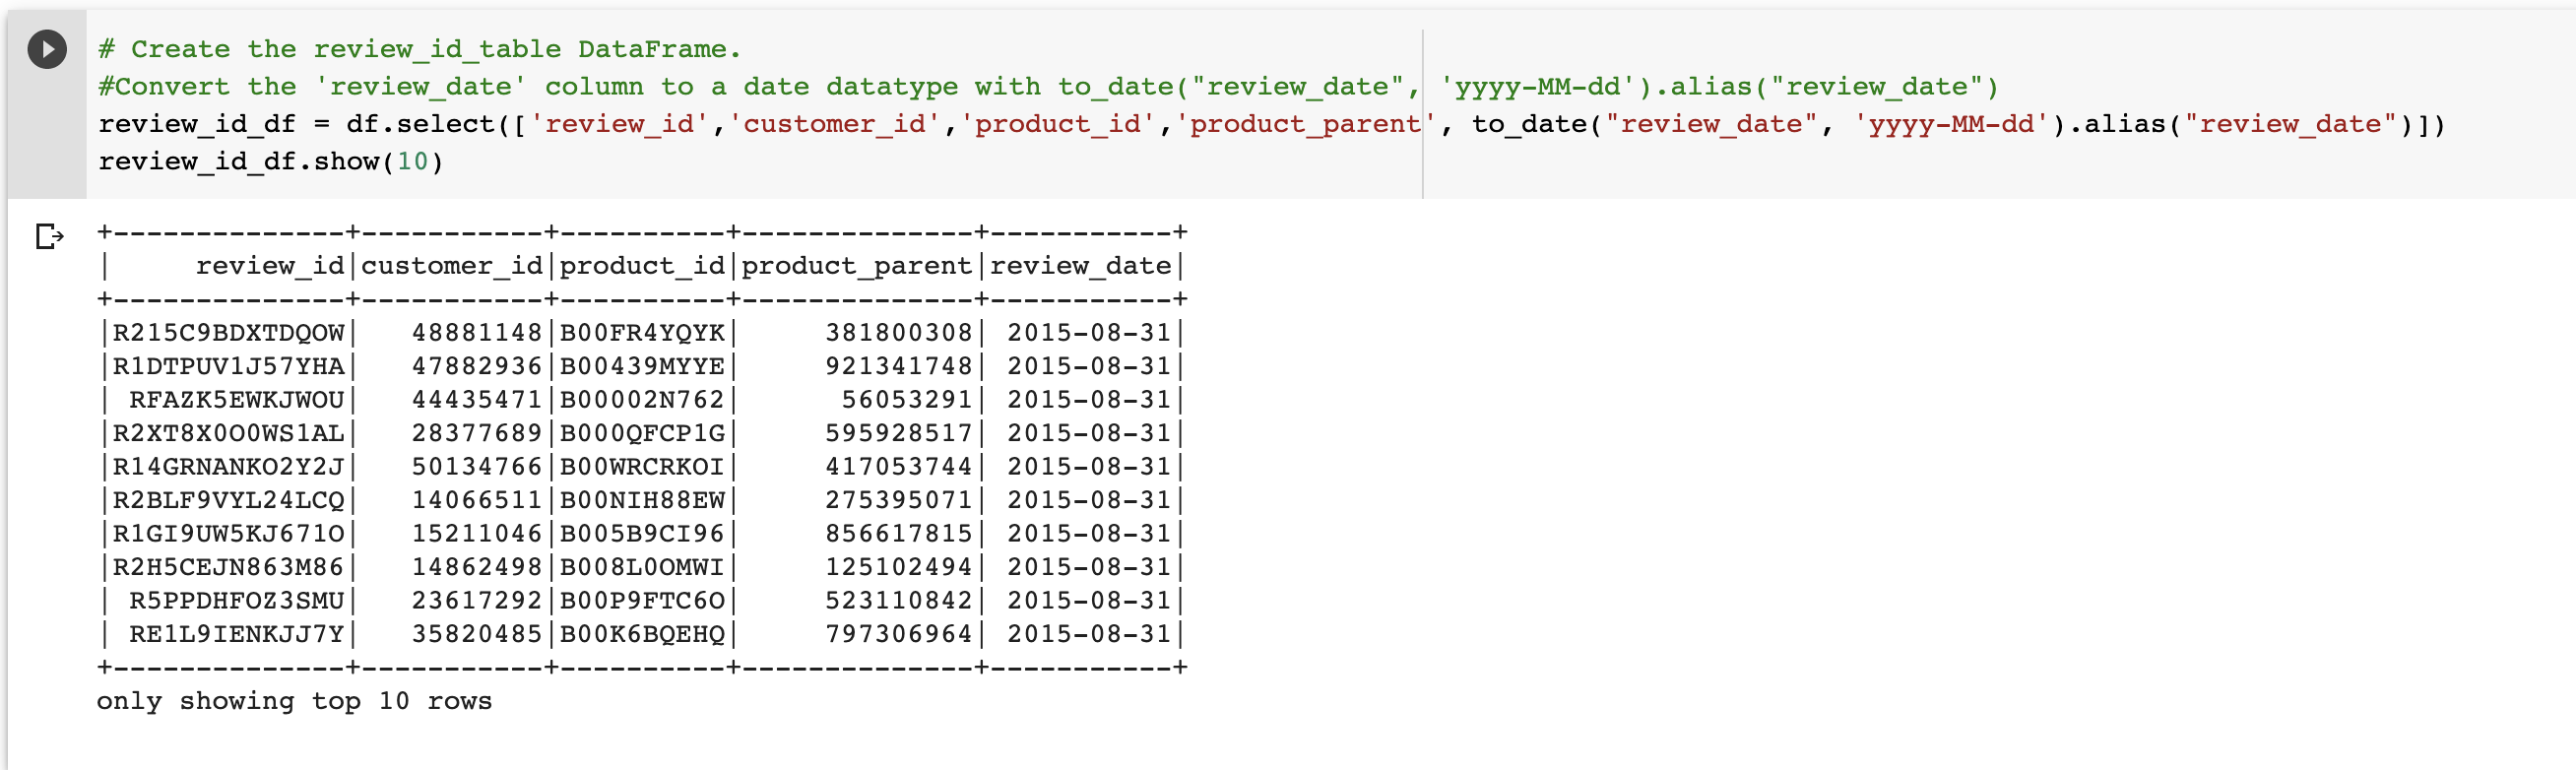 # Create the review_id_table DataFrame.
#Convert the 'review_date' column to a date datatype with to_date("review_date", 'yyyy-MM-dd').alias("review_date")
review_id_df = df.select(['review_id','customer_id','product_id','product_parent', to_date("review_date", 'yyyy-MM-dd').alias("review_date")])
review_id_df.show(10)
+--------------+-----------+----------+--------------+-----------+
|     review_id|customer_id|product_id|product_parent|review_date|
+--------------+-----------+----------+--------------+-----------+
|R215C9BDXTDQOW|   48881148|B00FR4YQYK|     381800308| 2015-08-31|
|R1DTPUV1J57YHA|   47882936|B00439MYYE|     921341748| 2015-08-31|
| RFAZK5EWKJWOU|   44435471|B00002N762|      56053291| 2015-08-31|
|R2XT8X0O0WS1AL|   28377689|B000QFCP1G|     595928517| 2015-08-31|
|R14GRNANKO2Y2J|   50134766|B00WRCRKOI|     417053744| 2015-08-31|
|R2BLF9VYL24LCQ|   14066511|B00NIH88EW|     275395071| 2015-08-31|
|R1GI9UW5KJ671O|   15211046|B005B9CI96|     856617815| 2015-08-31|
|R2H5CEJN863M86|   14862498|B008L0OMWI|     125102494| 2015-08-31|
| R5PPDHFOZ3SMU|   23617292|B00P9FTC6O|     523110842| 2015-08-31|
| RE1L9IENKJJ7Y|   35820485|B00K6BQEHQ|     797306964| 2015-08-31|
+--------------+-----------+----------+--------------+-----------+
only showing top 10 rows